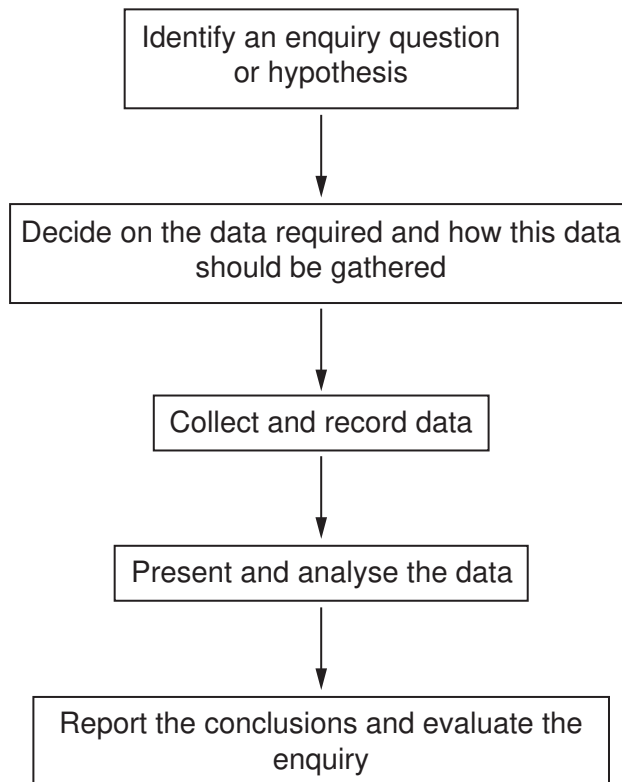 Identify an enquiry question
or hypothesis
Decide on the data required and how this data
should be gathered
Collect and record data
Present and analyse the data
Report the conclusions and evaluate the
enquiry